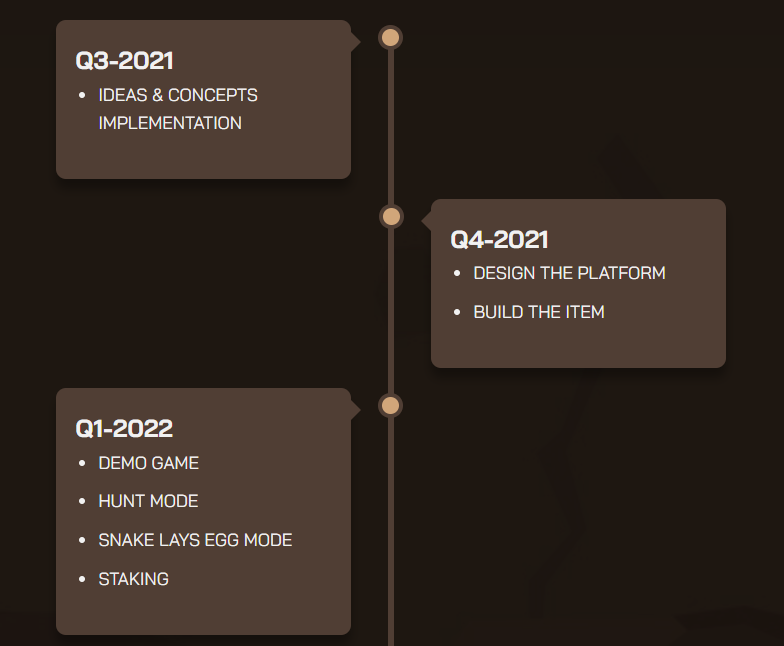 Q3-2021
IDEAS & CONCEPTS
IMPLEMENTATION
Q4-2021
DESIGN THE PLATFORM
BUILD THE ITEM
Q1-2022
DEMO GAME
HUNT MODE
SNAKE LAYS EGG MODE
STAKING